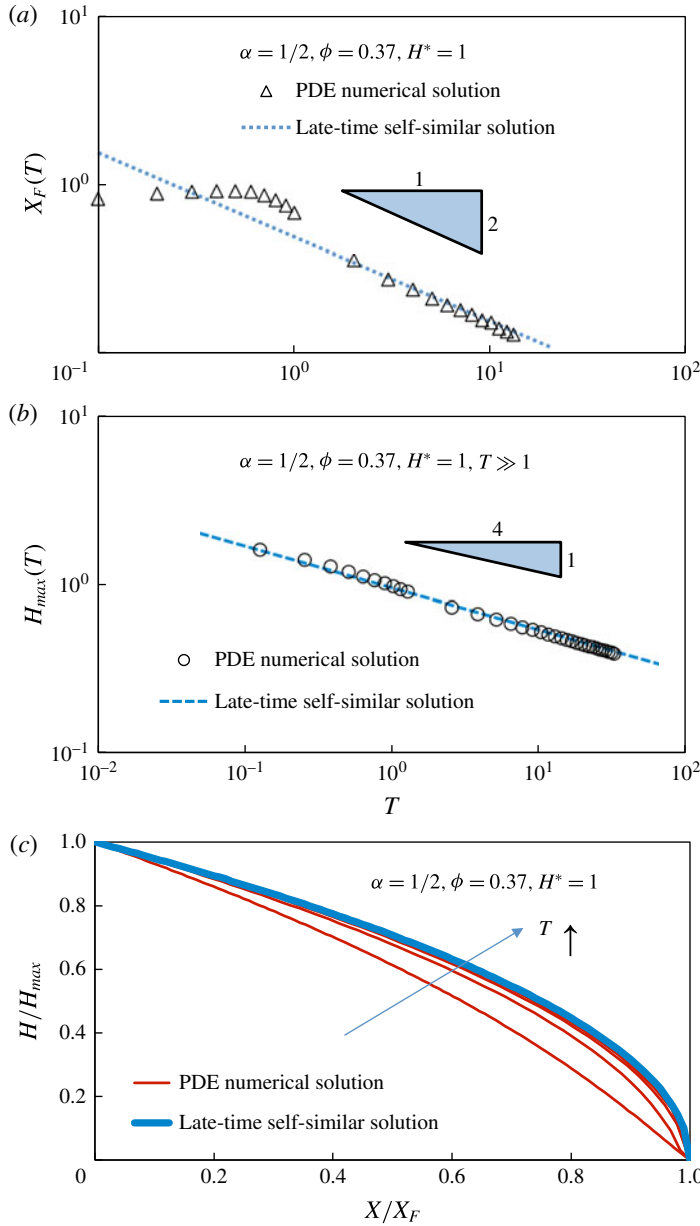 (a)
10^1
α = 1/2, ϕ = 0.37, H* = 1
PDE numerical solution
Late-time self-similar solution
X_F(T)
10^0
1
2
10^-1
10^0
10^1
10^2
(b)
10^1
α = 1/2, ϕ = 0.37, H* = 1, T ≫ 1
4
1
H_max(T)
10^0
PDE numerical solution
Late-time self-similar solution
10^-1
10^-2
10^-1
10^0
10^1
10^2
T
(c)
1.0
α = 1/2, ϕ = 0.37, H* = 1
0.8
T
0.6
H/H_max
0.4
PDE numerical solution
0.2
Late-time self-similar solution
0
0.2
0.4
0.6
0.8
1.0
X/X_F